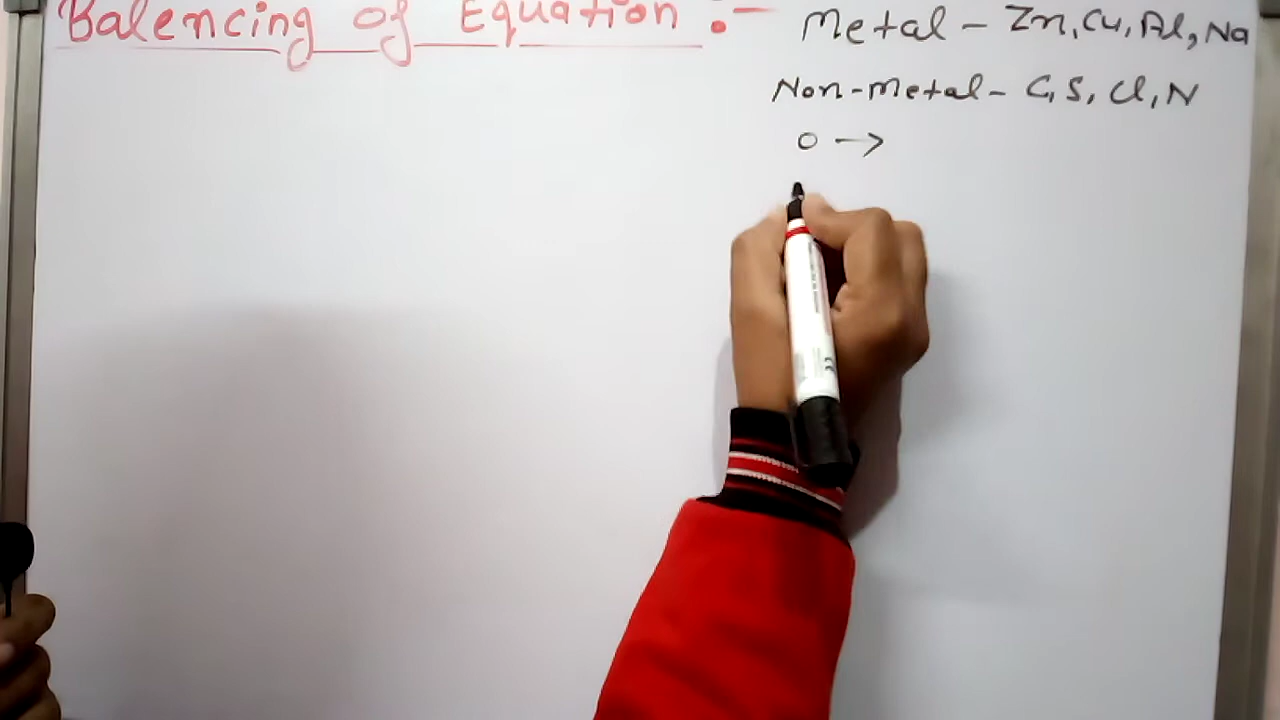 Balencing of Equation :-
Metal - Zn, Cu, Al, Na
Non-metal - C, S, Cl, N
O →